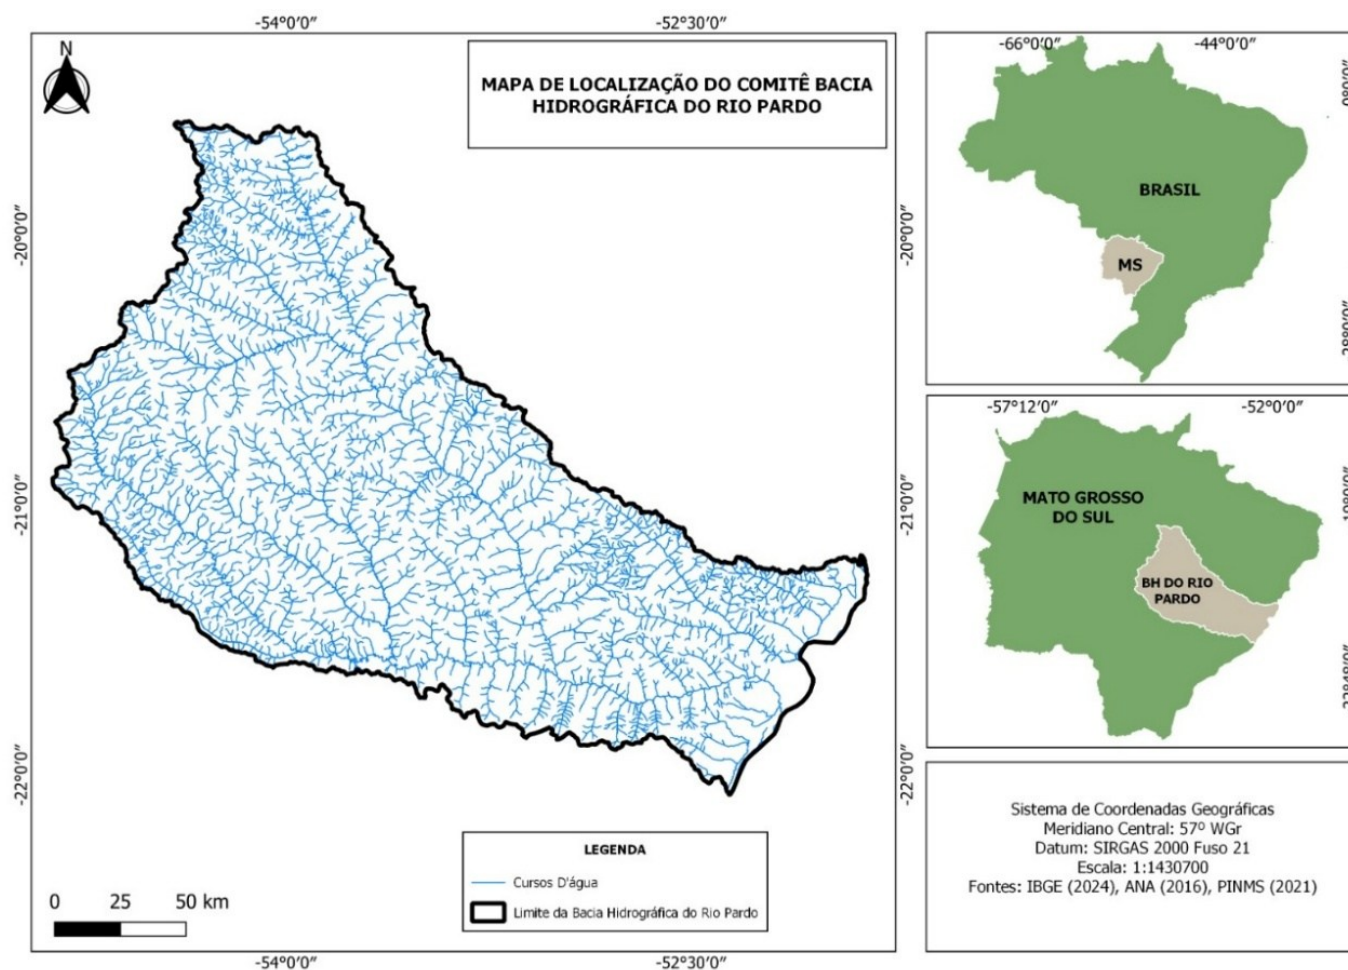 -54°0'0"
-52°30'0"
N
MAPA DE LOCALIZAÇÃO DO COMITÊ BACIA
HIDROGRÁFICA DO RIO PARDO
-20°0'0"
-21°0'0"
-22°0'0"
-20°0'0"
-21°0'0"
-22°0'0"
LEGENDA
Cursos D'água
Limite da Bacia Hidrográfica do Rio Pardo
0 25 50 km
-54°0'0"
-52°30'0"
-66°0'0"
-44°0'0"
BRASIL
MS
-57°12'0"
-52°0'0"
MATO GROSSO
DO SUL
BH DO RIO
PARDO
Sistema de Coordenadas Geográficas
Meridiano Central: 57º WGr
Datum: SIRGAS 2000 Fuso 21
Escala: 1:1430700
Fontes: IBGE (2024), ANA (2016), PINMS (2021)